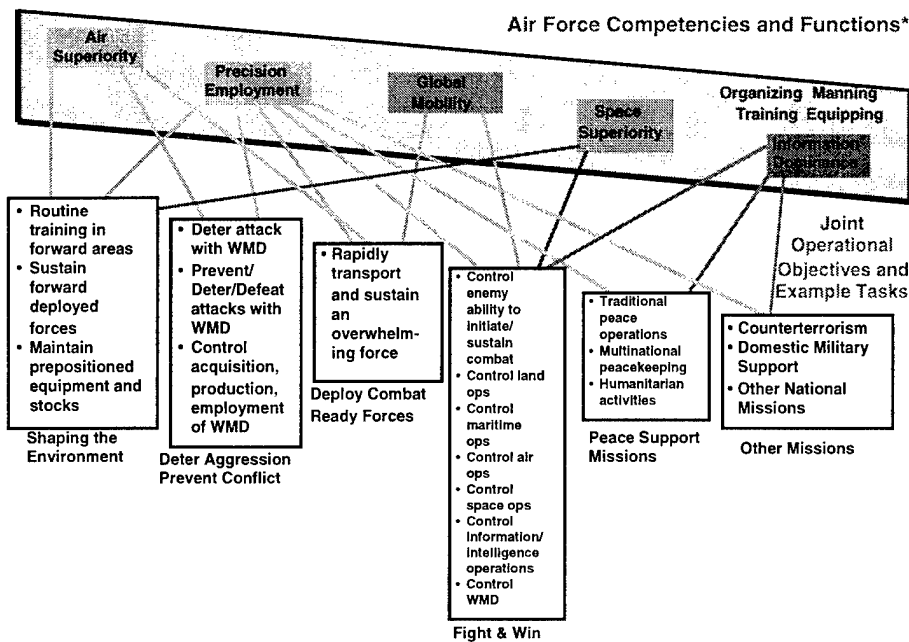 Air Force Competencies and Functions*
Air
Superiority
Precision
Employment
Global
Mobility
Space
Superiority
Organizing Manning
Training Equipping
Information
Dominance
Joint
Operational
Objectives and
Example Tasks
• Routine
training in
forward areas
• Sustain
forward
deployed
forces
• Maintain
prepositioned
equipment and
stocks
Shaping the
Environment
• Deter attack
with WMD
• Prevent/
Deter/Defeat
attacks with
WMD
• Control
acquisition,
production,
employment
of WMD
Deter Aggression
Prevent Conflict
• Rapidly
transport
and sustain
an
overwhelm-
ing force
Deploy Combat
Ready Forces
• Control
enemy
ability to
initiate/
sustain
combat
• Control land
ops
• Control
maritime
ops
• Control air
ops
• Control
space ops
• Control
information/
intelligence
operations
• Control
WMD
Fight & Win
• Traditional
peace
operations
• Multinational
peacekeeping
• Humanitarian
activities
Peace Support
Missions
• Counterterrorism
• Domestic Military
Support
• Other National
Missions
Other Missions